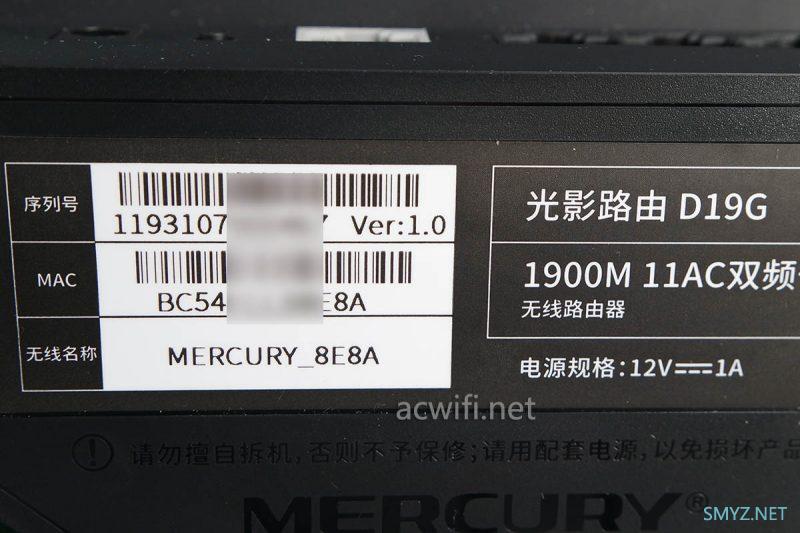 序列号
1193107 7 Ver:1.0
MAC
BC54 E8A
无线名称
MERCURY_8E8A
光影路由 D19G
1900M 11AC双频
无线路由器
电源规格:12V⎓1A
acwifi.net
请勿擅自拆机,否则不予保修;请用配套电源,以免损坏产品
MERCURY®
SMYZ.NET